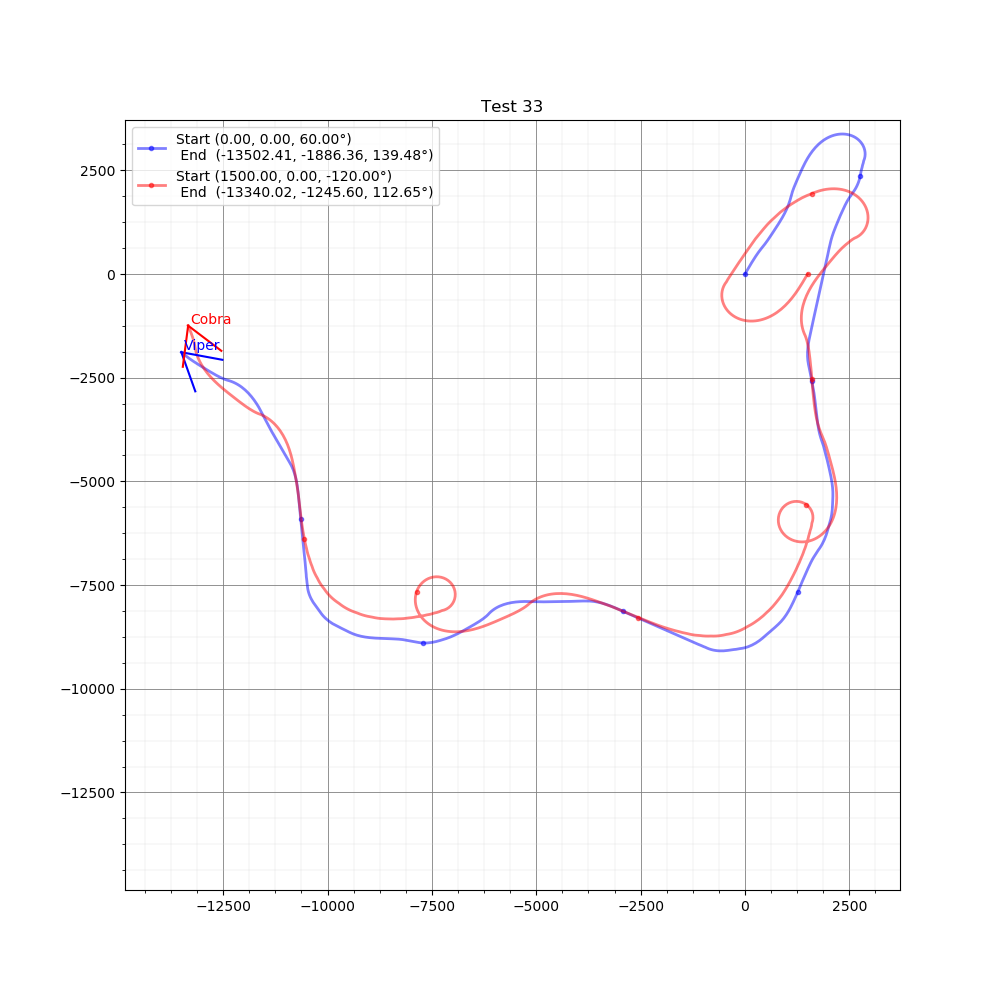 Test 33
Start (0.00, 0.00, 60.00°)
End  (-13502.41, -1886.36, 139.48°)
Start (1500.00, 0.00, -120.00°)
End  (-13340.02, -1245.60, 112.65°)
2500
0
−2500
−5000
−7500
−10000
−12500
Cobra
Viper
−12500
−10000
−7500
−5000
−2500
0
2500